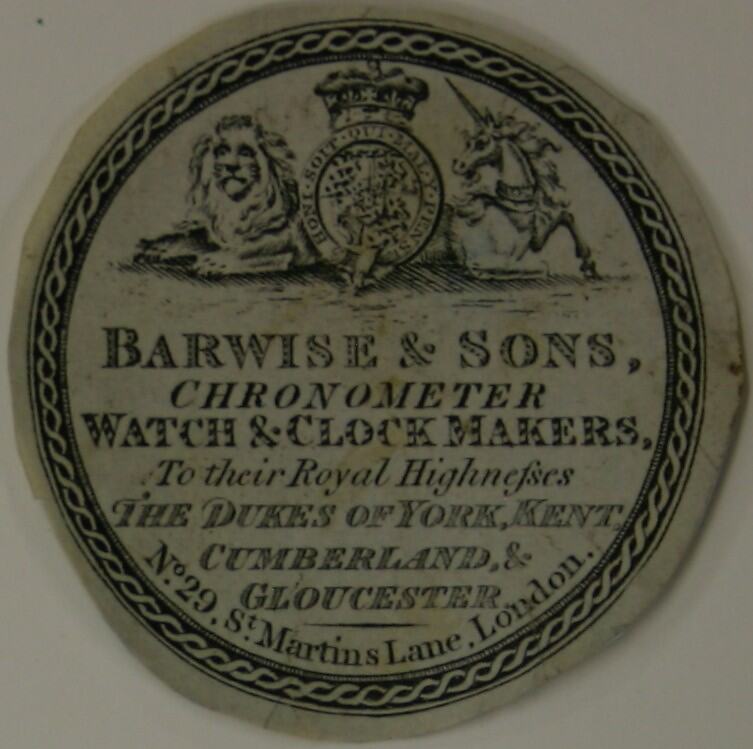 HONI·SOIT·QUI·MAL·Y·PENS
BARWISE & SONS,
CHRONOMETER
WATCH & CLOCK MAKERS,
To their Royal Highneſses
THE DUKES OF YORK, KENT,
CUMBERLAND, &
GLOUCESTER.
No. 29, St. Martins Lane, London.